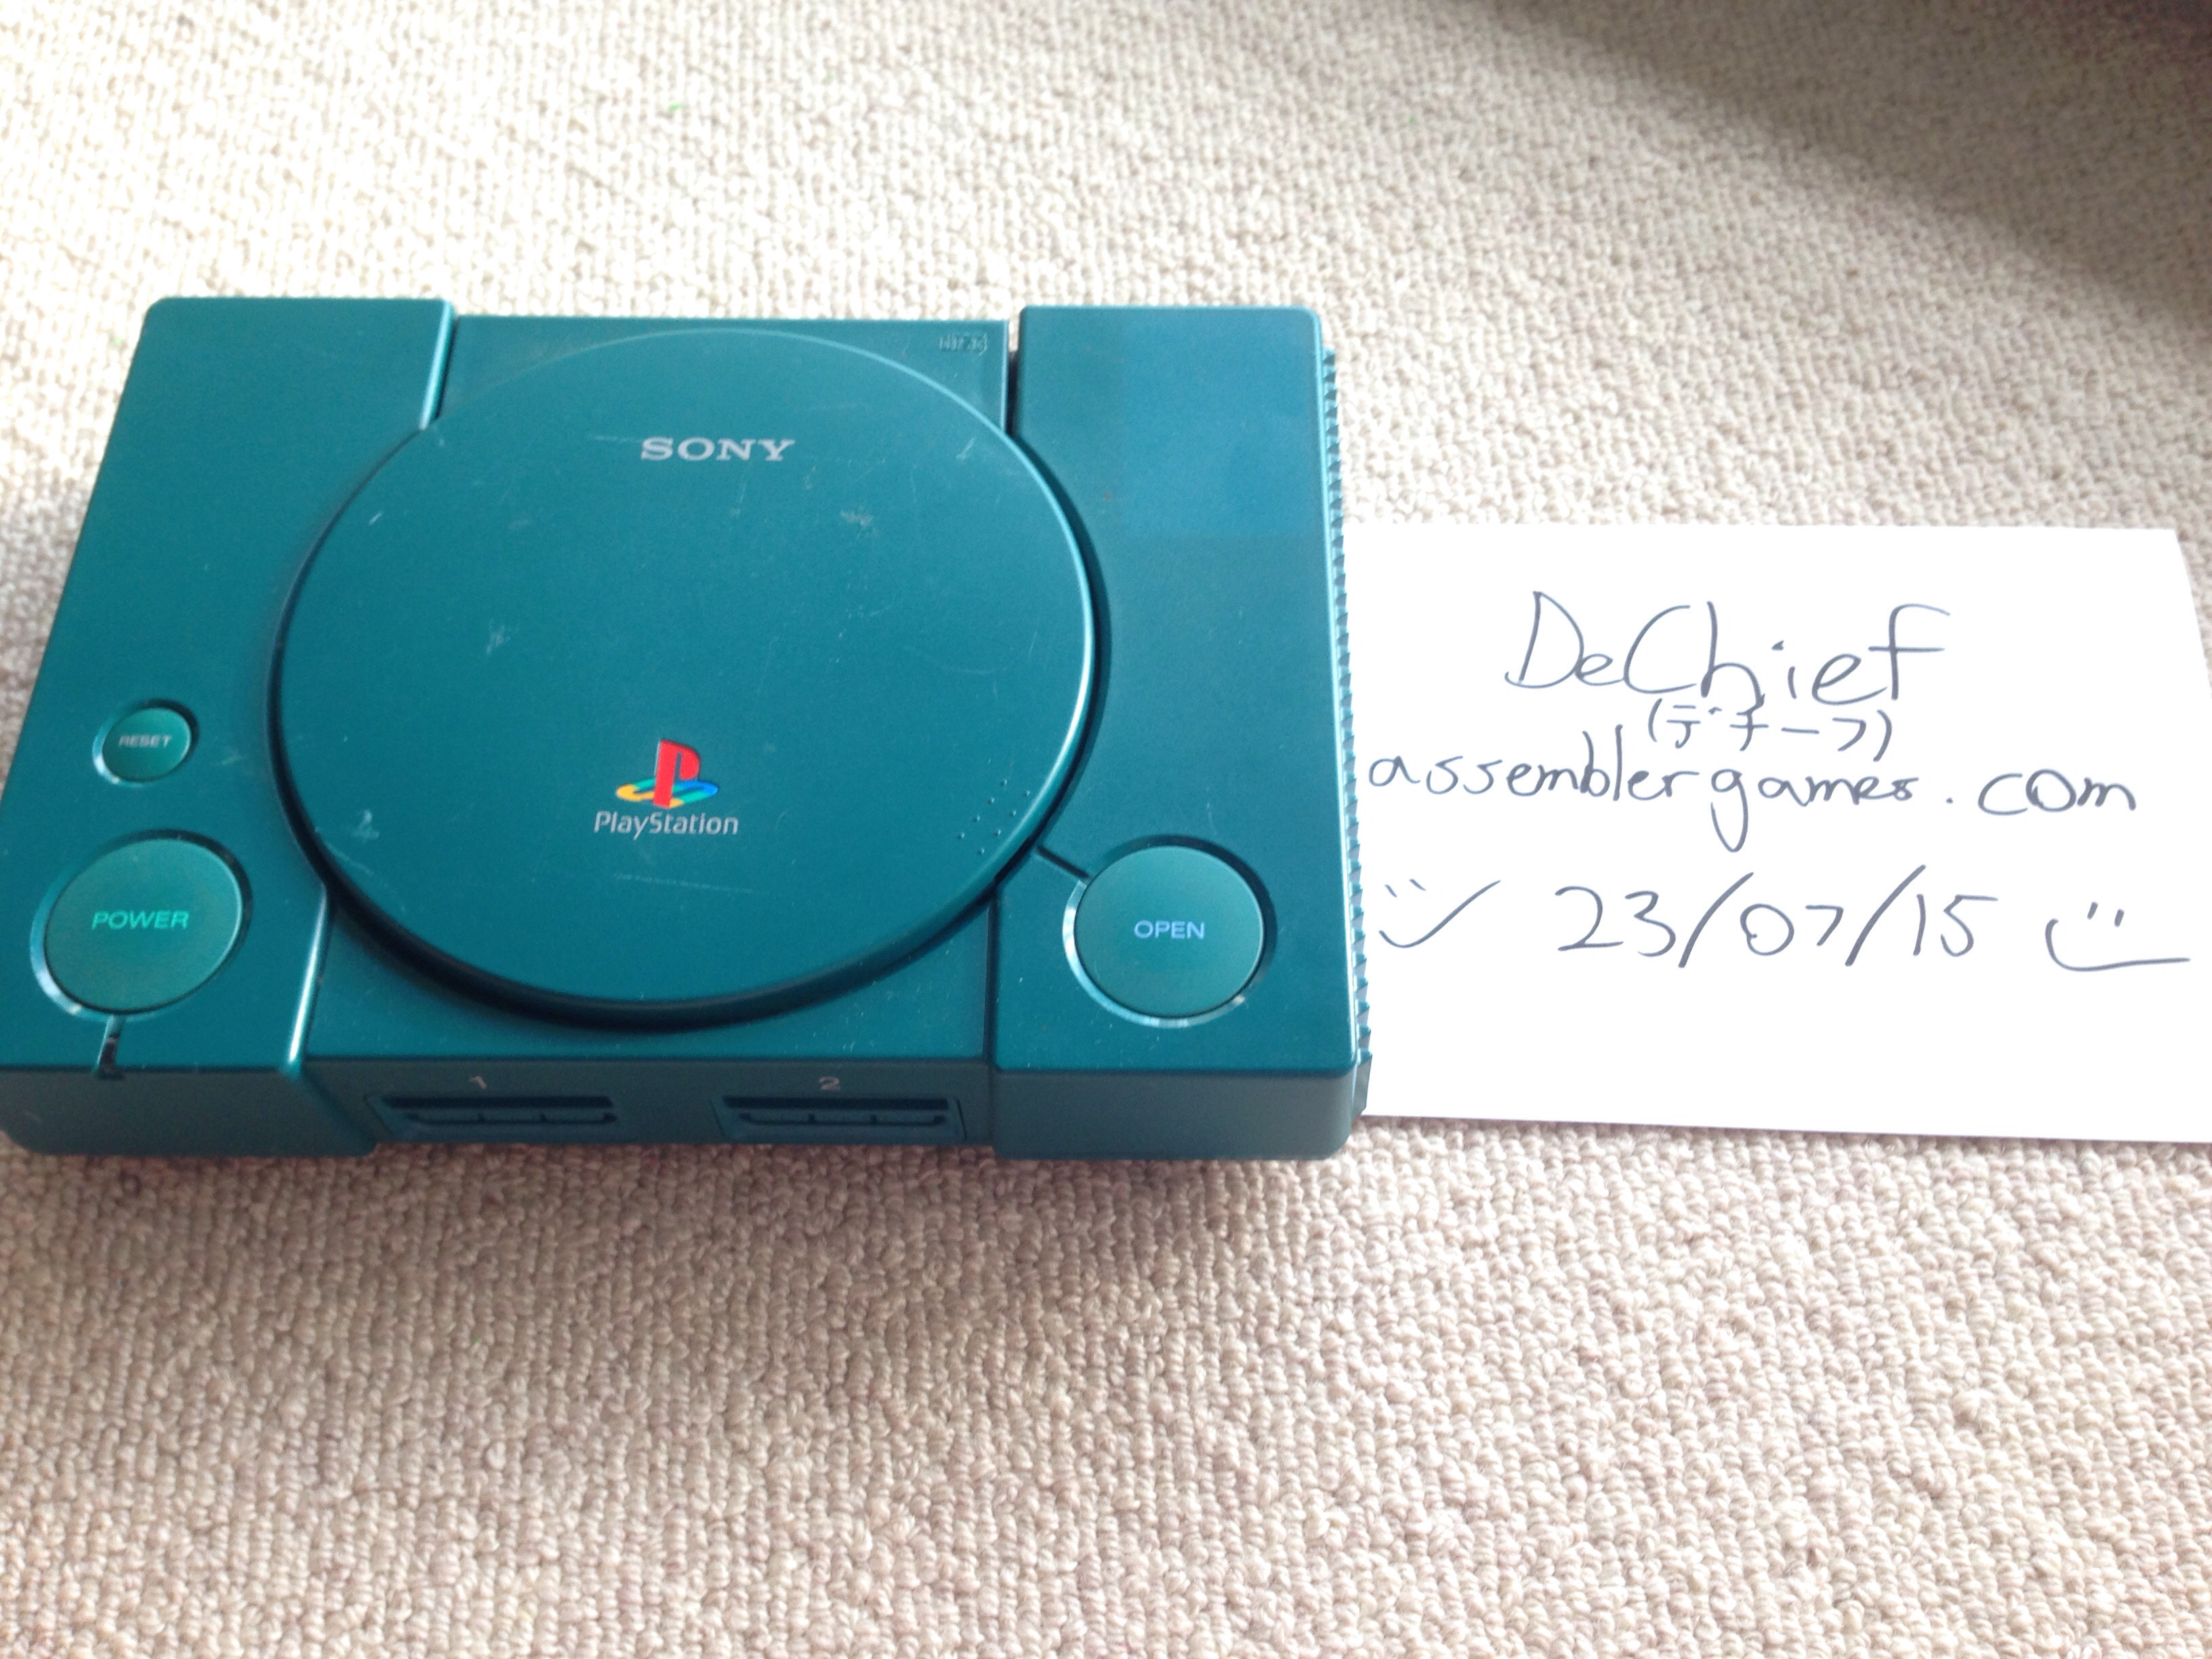 SONY
RESET
PlayStation
POWER
OPEN
1
2
DeChief
(デチーフ)
assemblergames.com
23/07/15